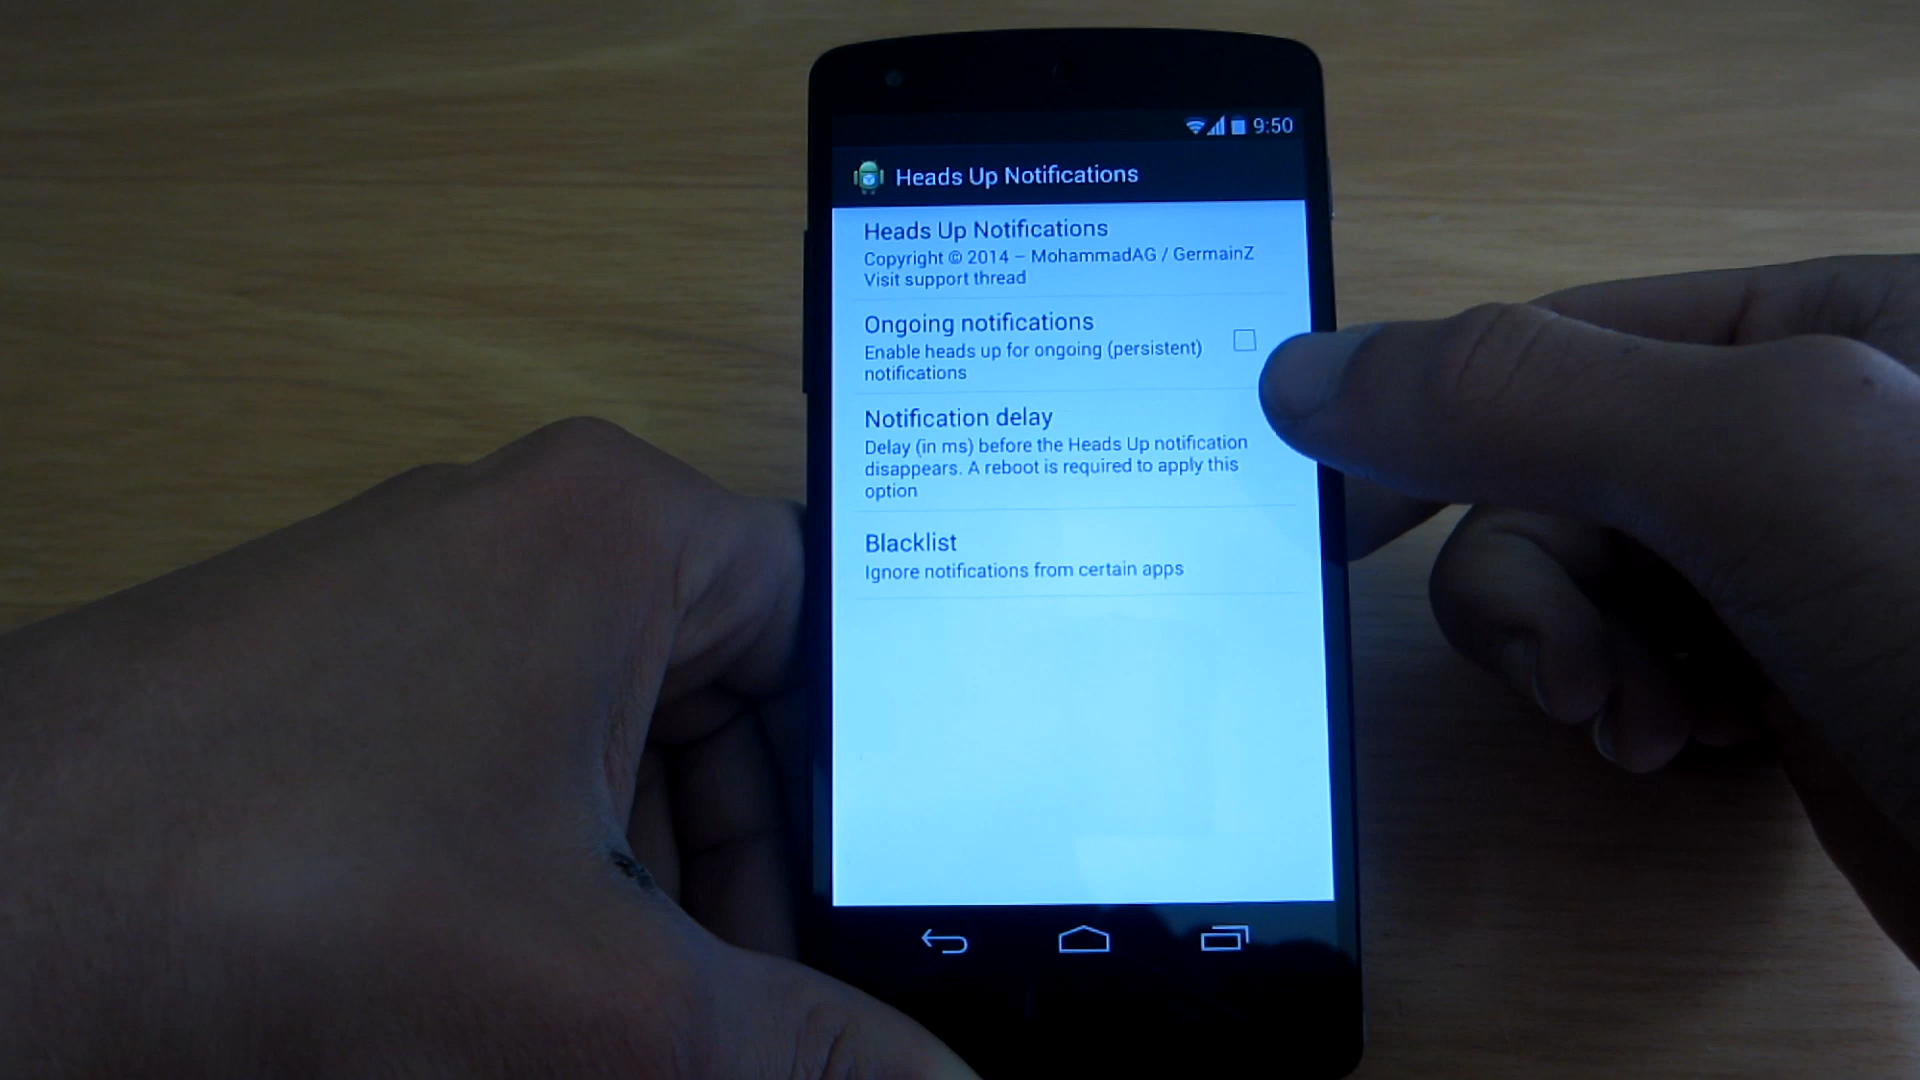 9:50
Heads Up Notifications
Heads Up Notifications
Copyright © 2014 – MohammadAG / GermainZ
Visit support thread
Ongoing notifications
Enable heads up for ongoing (persistent)
notifications
Notification delay
Delay (in ms) before the Heads Up notification
disappears. A reboot is required to apply this
option
Blacklist
Ignore notifications from certain apps